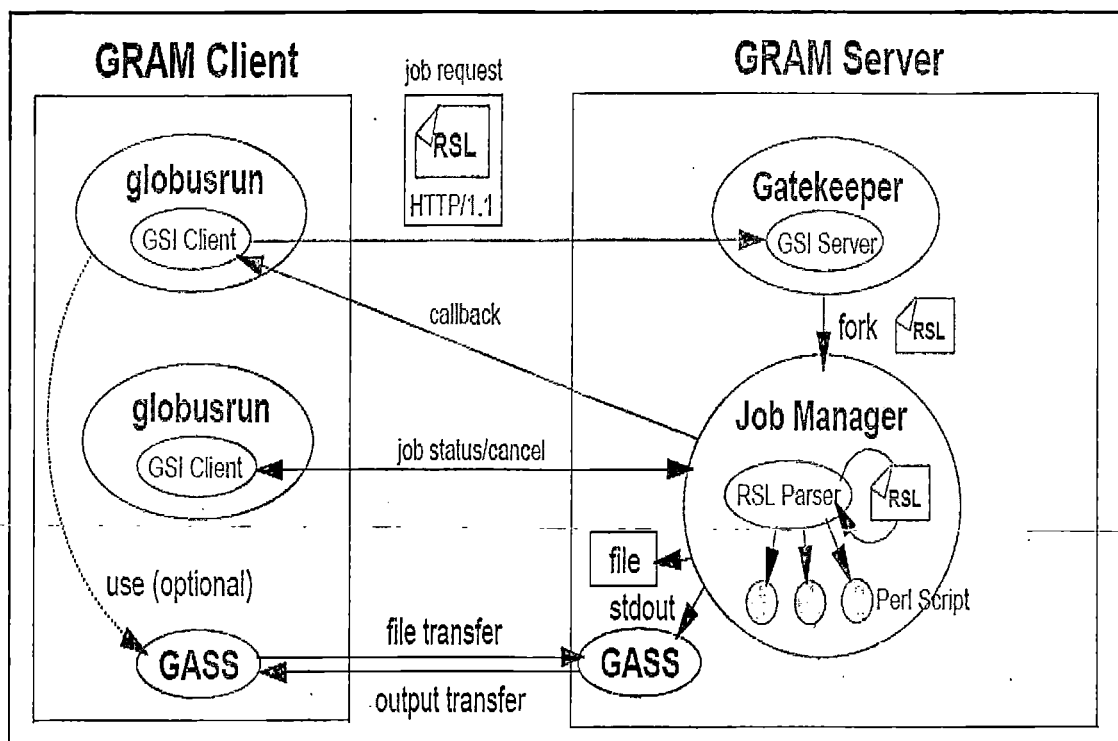 GRAM Client
GRAM Server
job request
RSL
HTTP/1.1
globusrun
GSI Client
Gatekeeper
GSI Server
callback
fork
RSL
globusrun
GSI Client
job status/cancel
Job Manager
RSL Parser
RSL
file
Perl Script
use (optional)
stdout
file transfer
GASS
GASS
output transfer